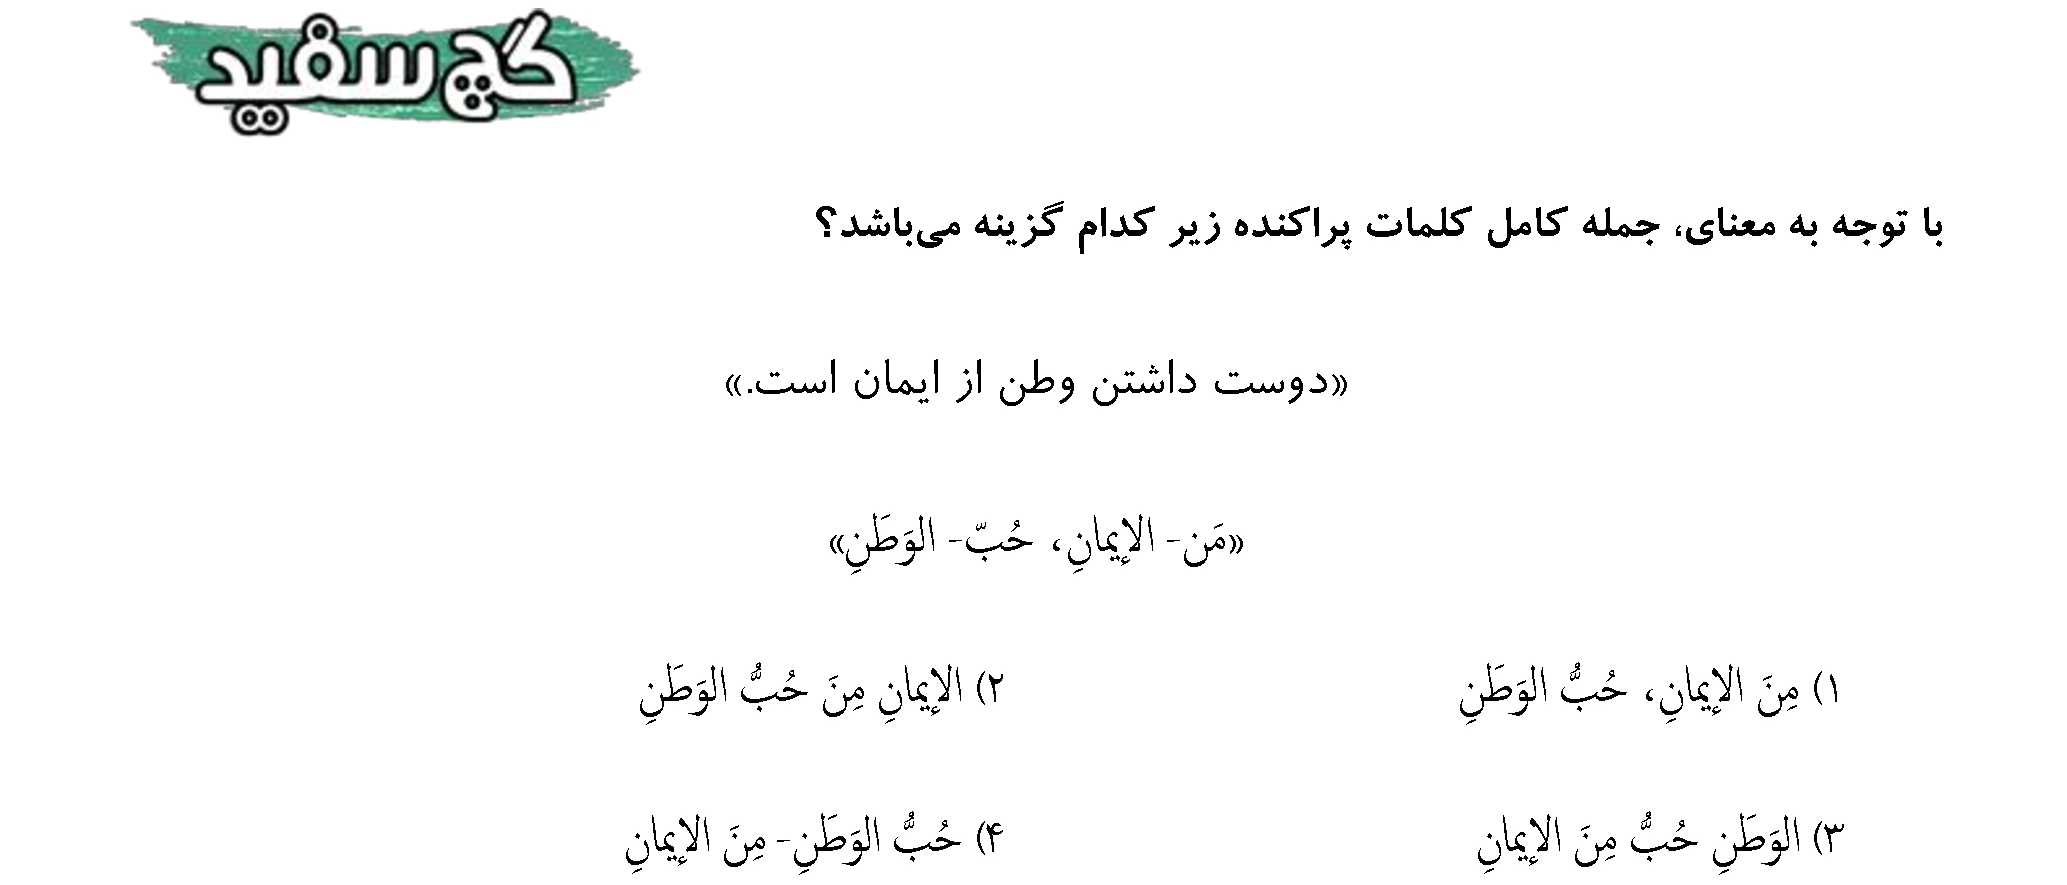 گچ سفید
با توجه به معنای، جمله کامل کلمات پراکنده زیر کدام گزینه می‌باشد؟
«دوست داشتن وطن از ایمان است.»
«مَن- الإیمانِ، حُبّ- الوَطَنِ»
۱) مِنَ الإیمانِ، حُبُّ الوَطَنِ
۲) الإیمانِ مِنَ حُبُّ الوَطَنِ
۳) الوَطَنِ حُبُّ مِنَ الإیمانِ
۴) حُبُّ الوَطَنِ- مِنَ الإیمانِ